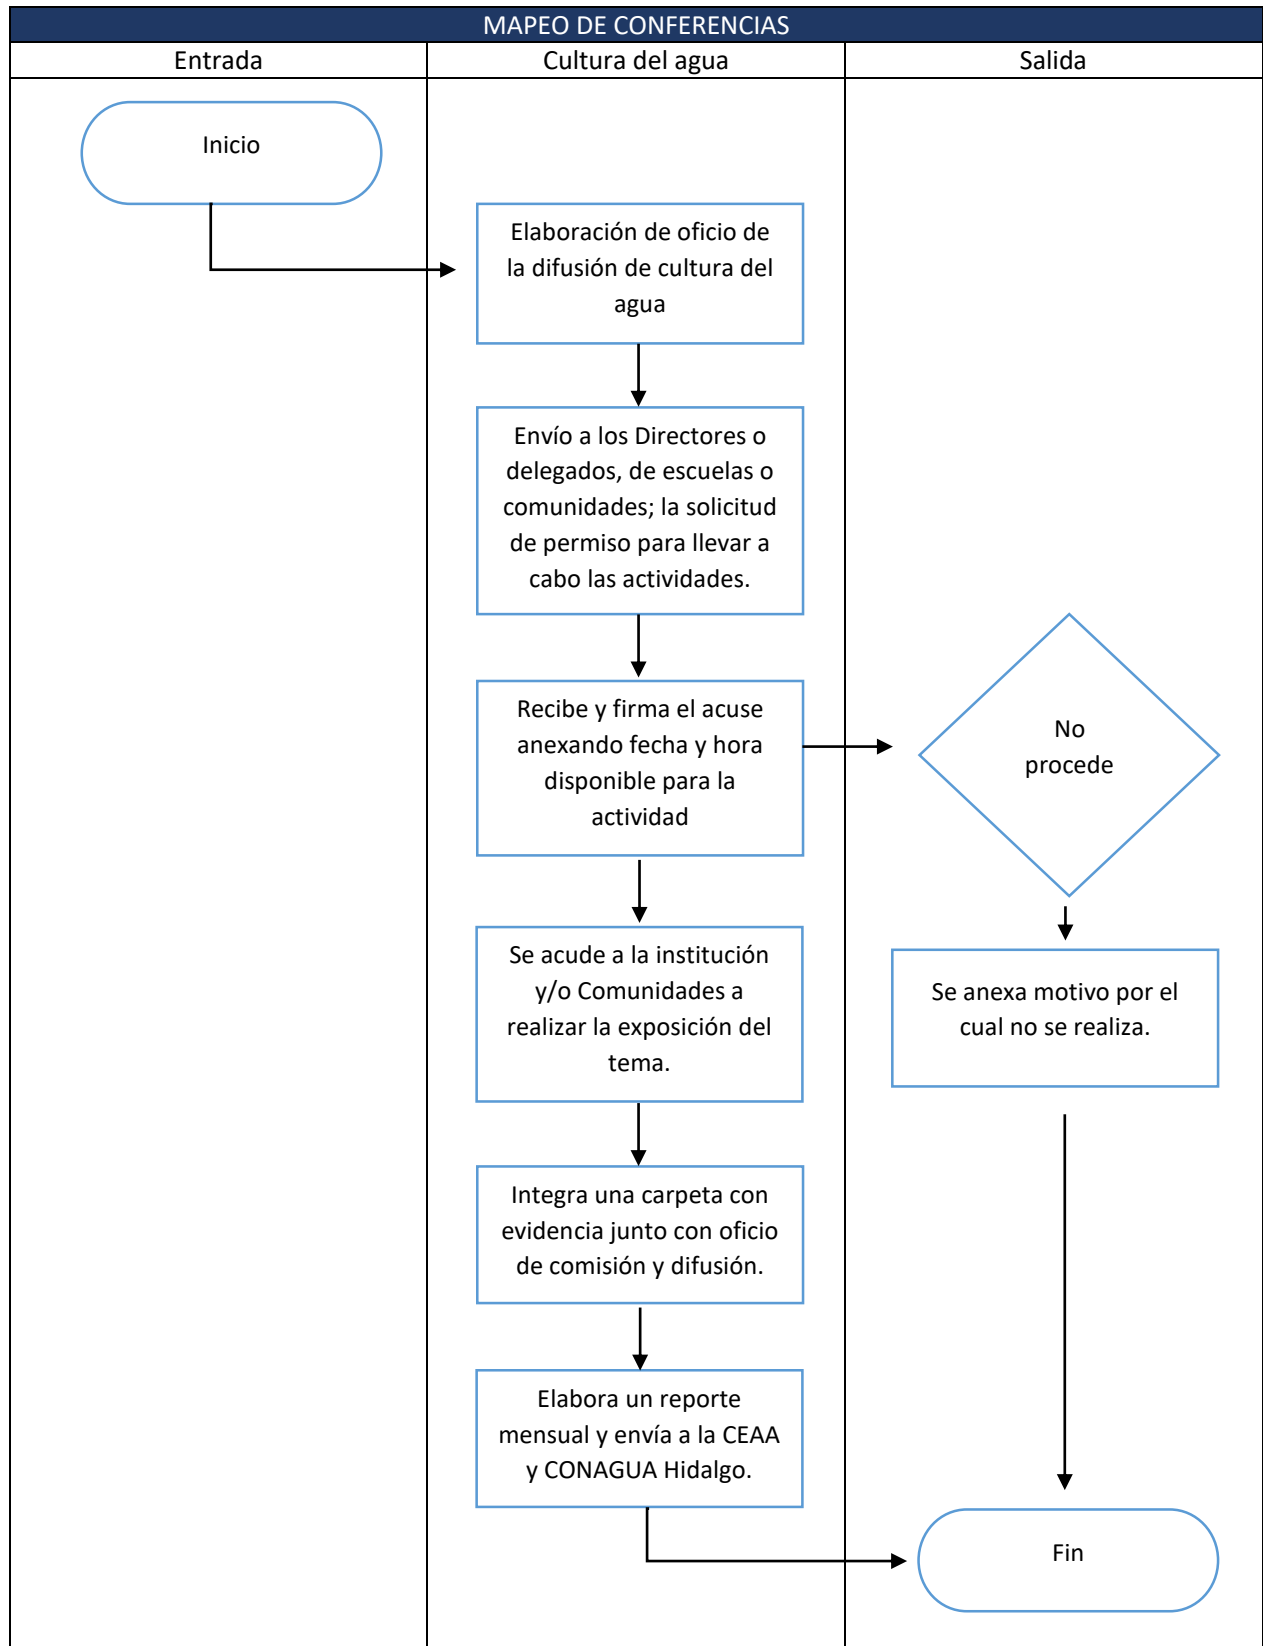 MAPEO DE CONFERENCIAS
Entrada
Cultura del agua
Salida
Inicio
Elaboración de oficio de
la difusión de cultura del
agua
Envío a los Directores o
delegados, de escuelas o
comunidades; la solicitud
de permiso para llevar a
cabo las actividades.
Recibe y firma el acuse
anexando fecha y hora
disponible para la
actividad
No
procede
Se acude a la institución
y/o Comunidades a
realizar la exposición del
tema.
Se anexa motivo por el
cual no se realiza.
Integra una carpeta con
evidencia junto con oficio
de comisión y difusión.
Elabora un reporte
mensual y envía a la CEAA
y CONAGUA Hidalgo.
Fin